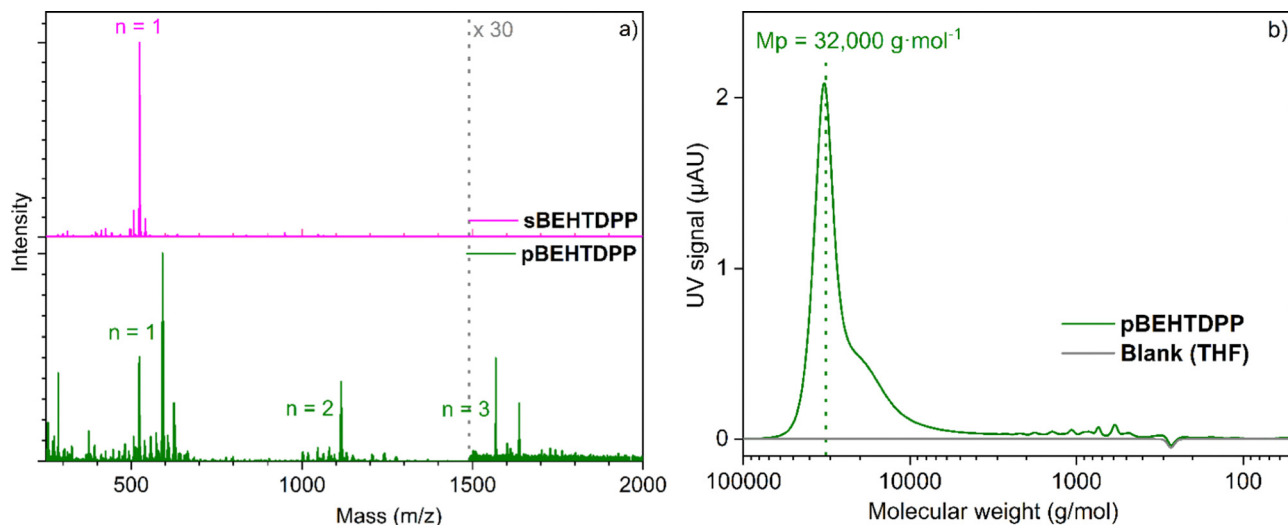 n = 1
x 30
a)
sBEHTDPP
pBEHTDPP
n = 1
n = 2
n = 3
Intensity
500
1000
1500
2000
Mass (m/z)
b)
Mp = 32,000 g·mol⁻¹
2
1
0
UV signal (µAU)
pBEHTDPP
Blank (THF)
100000
10000
1000
100
Molecular weight (g/mol)